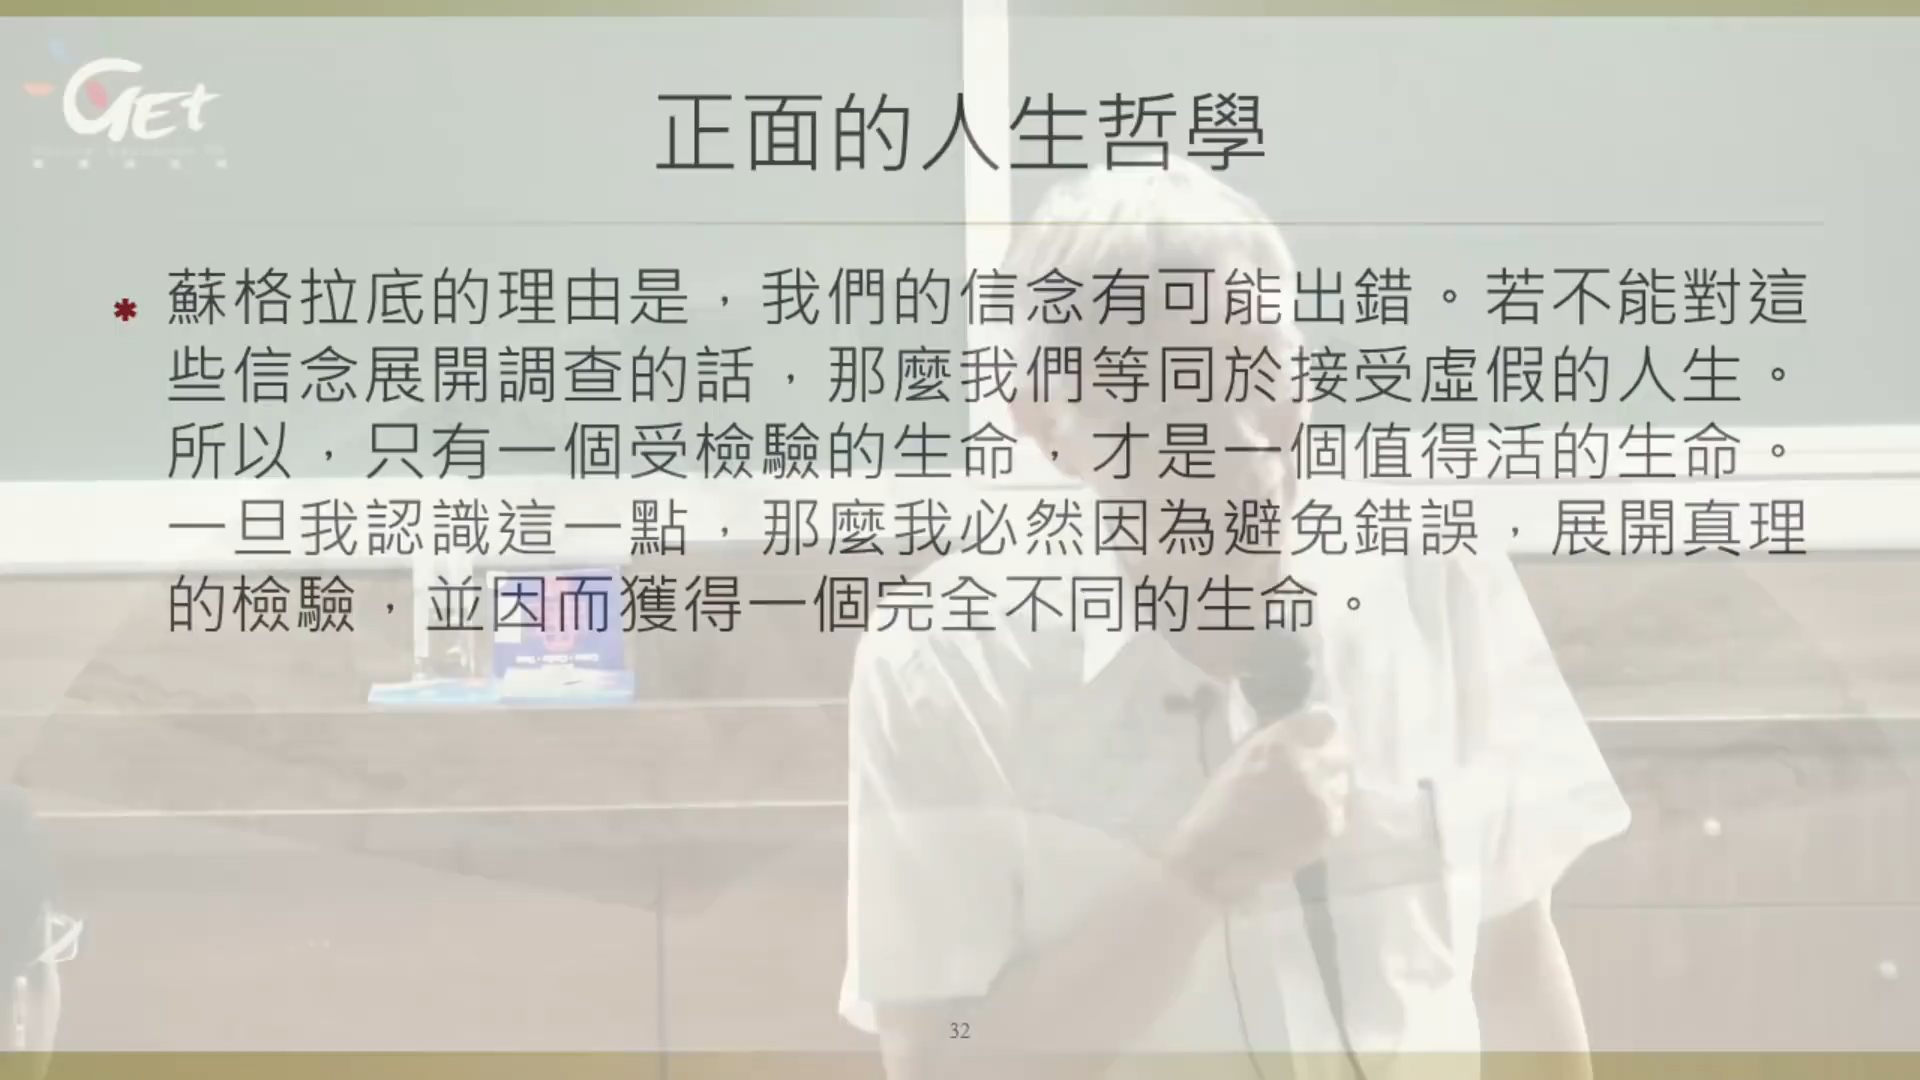 GET
正面的人生哲學
* 蘇格拉底的理由是，我們的信念有可能出錯。若不能對這
些信念展開調查的話，那麼我們等同於接受虛假的人生。
所以，只有一個受檢驗的生命，才是一個值得活的生命。
一旦我認識這一點，那麼我必然因為避免錯誤，展開真理
的檢驗，並因而獲得一個完全不同的生命。
32